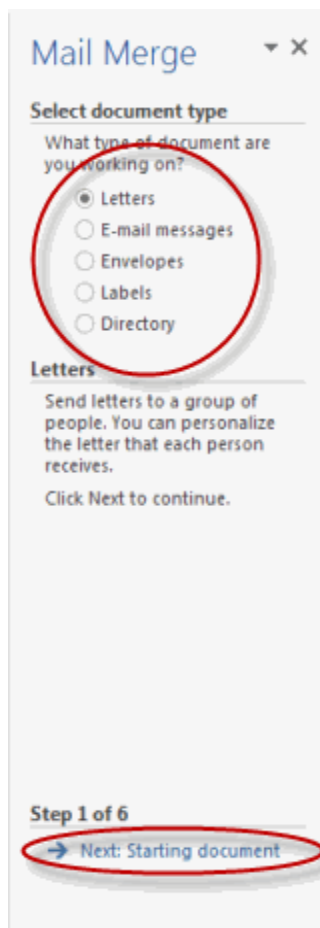 Mail Merge
Select document type
What type of document are
you working on?
Letters
E-mail messages
Envelopes
Labels
Directory
Letters
Send letters to a group of
people. You can personalize
the letter that each person
receives.
Click Next to continue.
Step 1 of 6
Next: Starting document